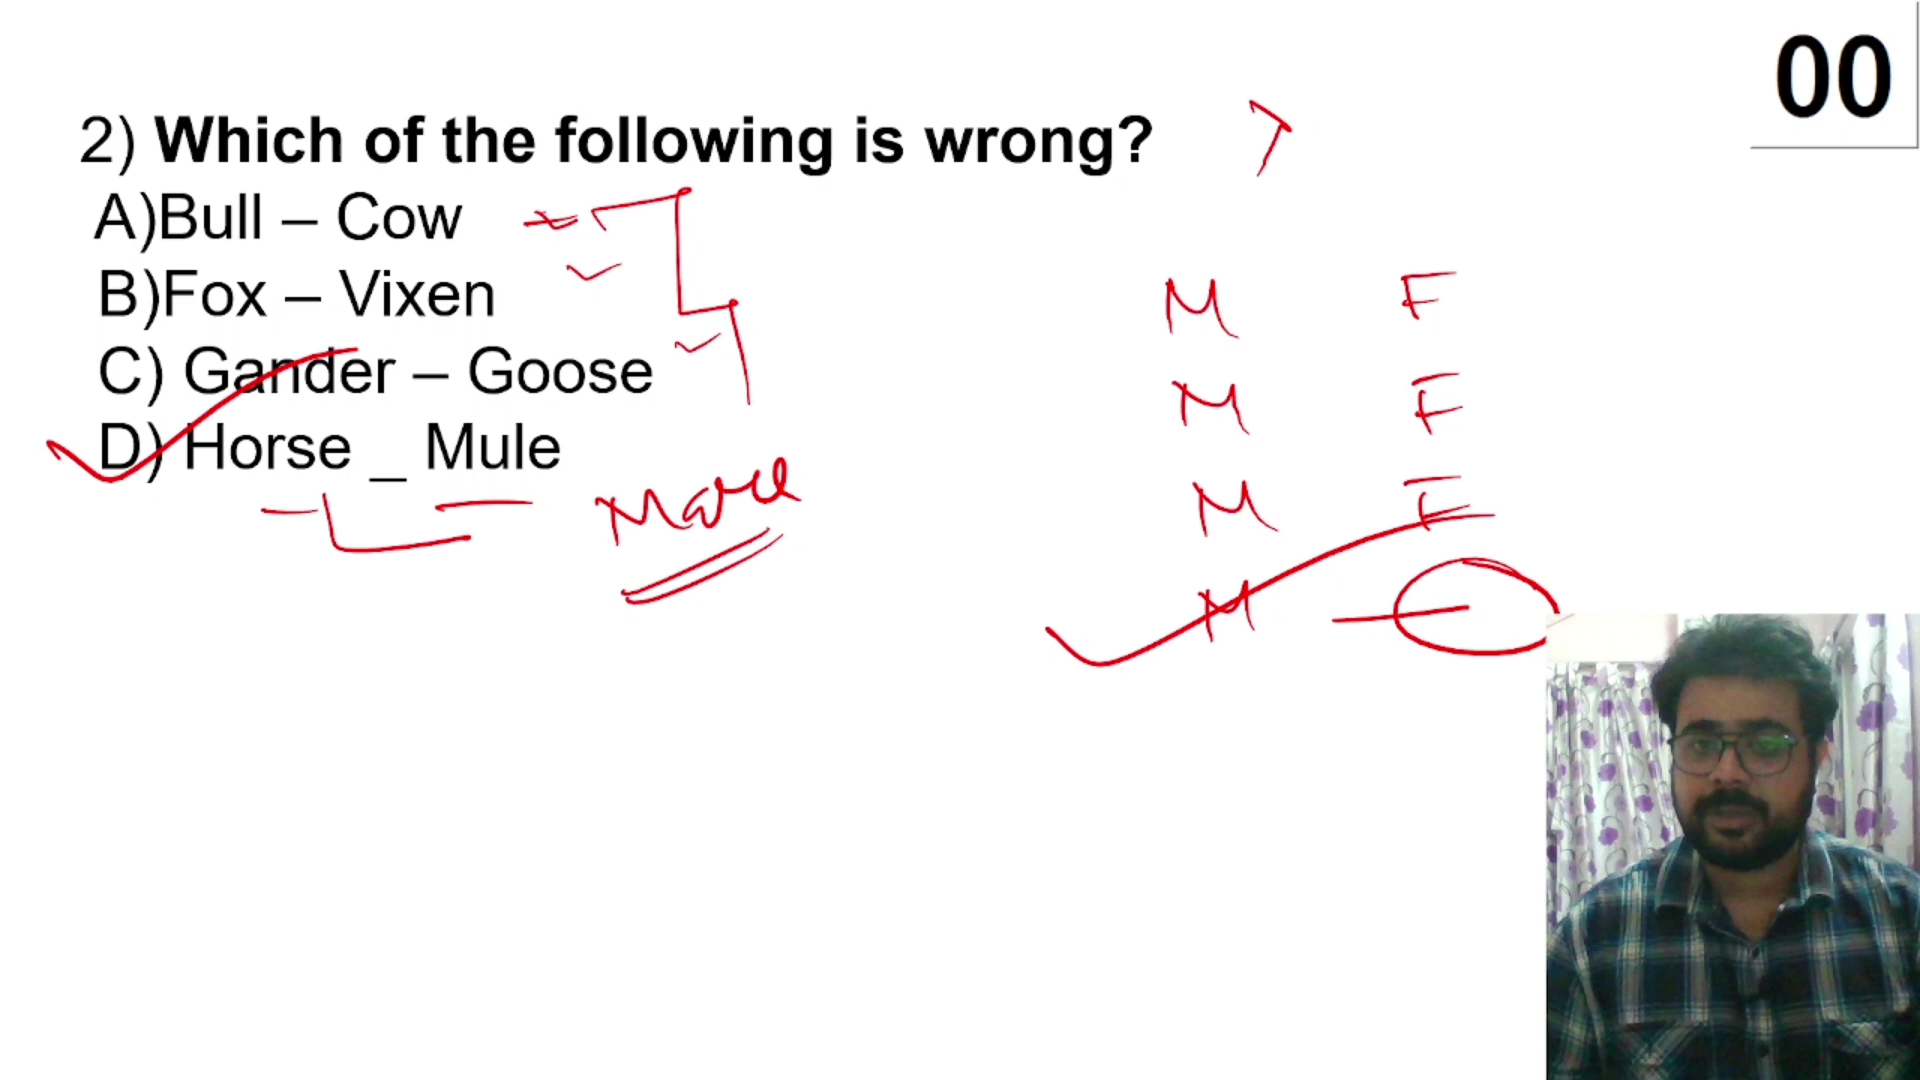 00
2) Which of the following is wrong?
A)Bull – Cow
B)Fox – Vixen
C) Gander – Goose
D) Horse _ Mule
Mare
M F
M F
M F
M